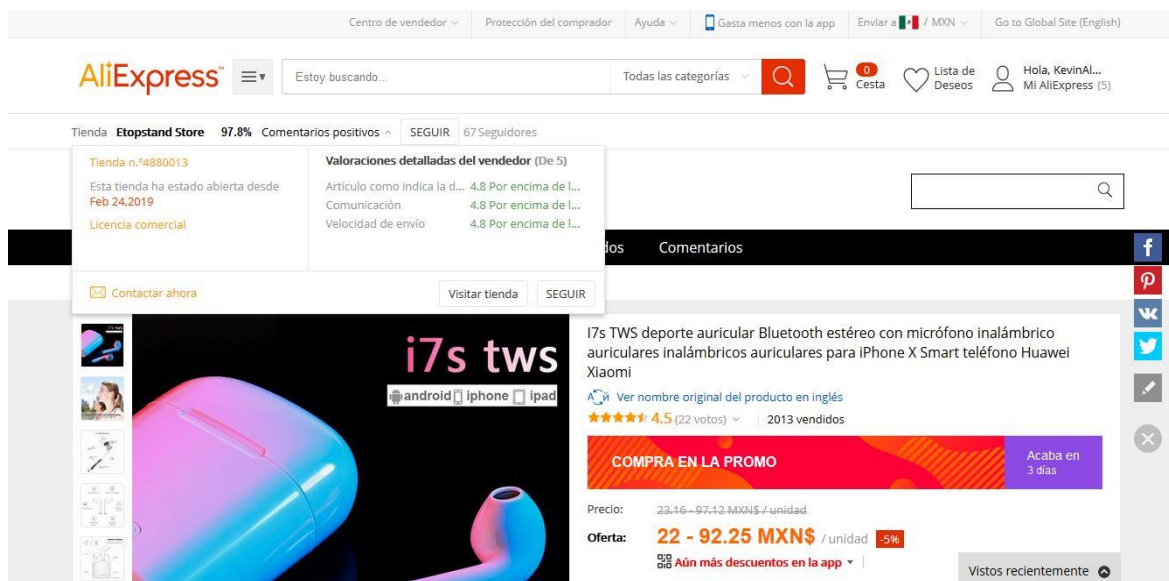 Centro de vendedor Protección del comprador Ayuda Gasta menos con la app Enviar a / MXN Go to Global Site (English)
AliExpress Estoy buscando... Todas las categorías 0 Cesta Lista de Deseos Hola, KevinAl... Mi AliExpress (5)
Tienda Etopstand Store 97.8% Comentarios positivos SEGUIR 67 Seguidores
Tienda n.º4880013
Esta tienda ha estado abierta desde
Feb 24,2019
Licencia comercial
Valoraciones detalladas del vendedor (De 5)
Artículo como indica la d... 4.8 Por encima de l...
Comunicación 4.8 Por encima de l...
Velocidad de envío 4.8 Por encima de l...
Contactar ahora Visitar tienda SEGUIR
dos Comentarios
i7s tws
android iphone ipad
I7s TWS deporte auricular Bluetooth estéreo con micrófono inalámbrico
auriculares inalámbricos auriculares para iPhone X Smart teléfono Huawei
Xiaomi
Ver nombre original del producto en inglés
4.5 (22 votos) 2013 vendidos
COMPRA EN LA PROMO Acaba en
3 días
Precio: 23.16 - 97.12 MXN$ / unidad
Oferta: 22 - 92.25 MXN$ / unidad -5%
Aún más descuentos en la app
Vistos recientemente